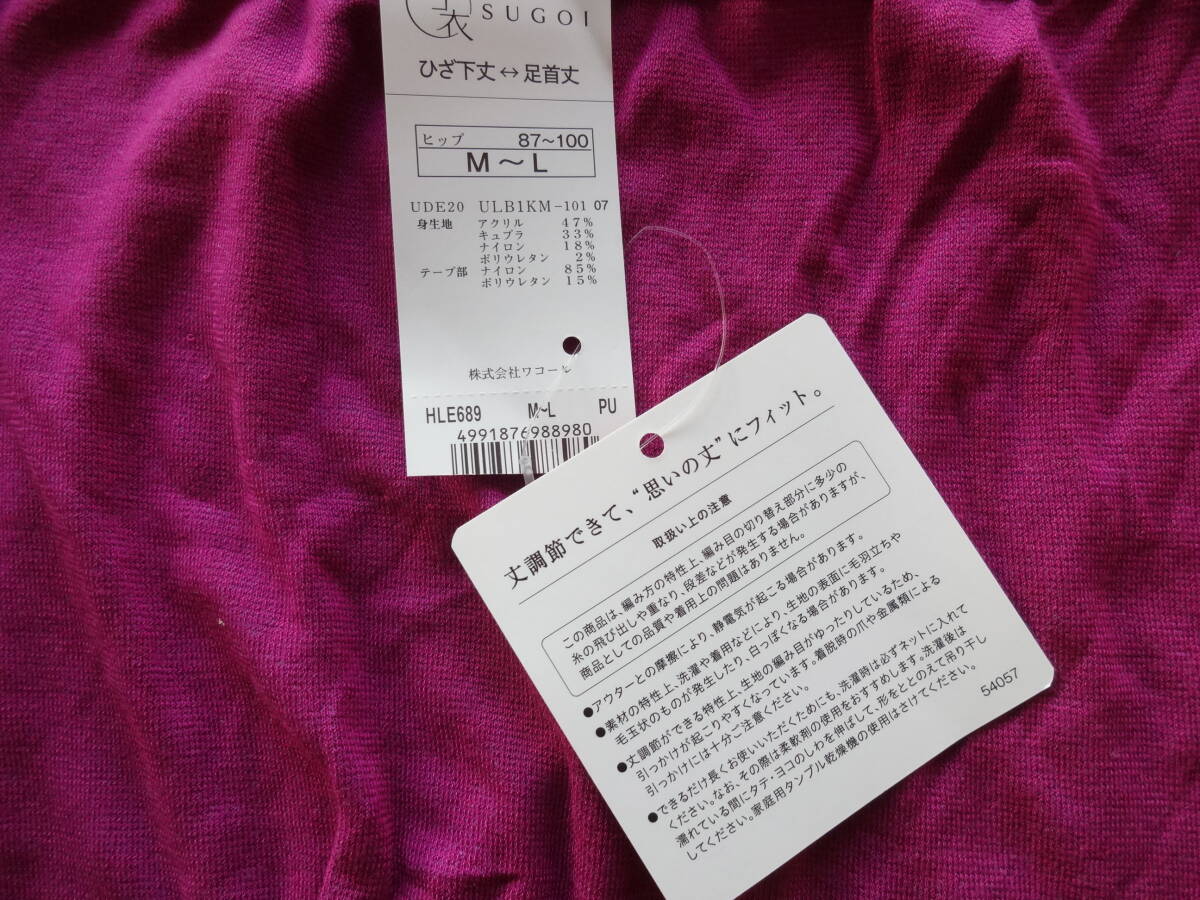 衣 SUGOI
ひざ下丈↔足首丈
ヒップ 87~100
M~L
UDE20 ULB1KM-101 07
身生地 アクリル 47%
キュプラ 33%
ナイロン 18%
ポリウレタン 2%
テープ部 ナイロン 85%
ポリウレタン 15%
株式会社ワコール
HLE689 M~L PU
4991876988980
丈調節できて、“思いの丈”にフィット。
取扱い上の注意
この商品は、編み方の特性上、編み目の切り替え部分に多少の
糸の飛び出しや重なり、段差などが発生する場合がありますが、
商品としての品質や着用上の問題はありません。
●アウターとの摩擦により、静電気が起こる場合があります。
●素材の特性上、洗濯や着用などにより、生地の表面に毛羽立ちや
毛玉状のものが発生したり、白っぽくなる場合があります。
●丈調節ができる特性上、生地の編み目がゆったりしているため、
引っかけが起こりやすくなっています。着脱時の爪や金属類による
引っかけには十分ご注意ください。
●できるだけ長くお使いいただくためにも、洗濯時は必ずネットに入れて
ください。なお、その際は柔軟剤の使用をおすすめします。洗濯後は
濡れている間にタテ・ヨコのしわを伸ばして、形をととのえて吊り干し
してください。家庭用タンブル乾燥機の使用はさけてください。
54057